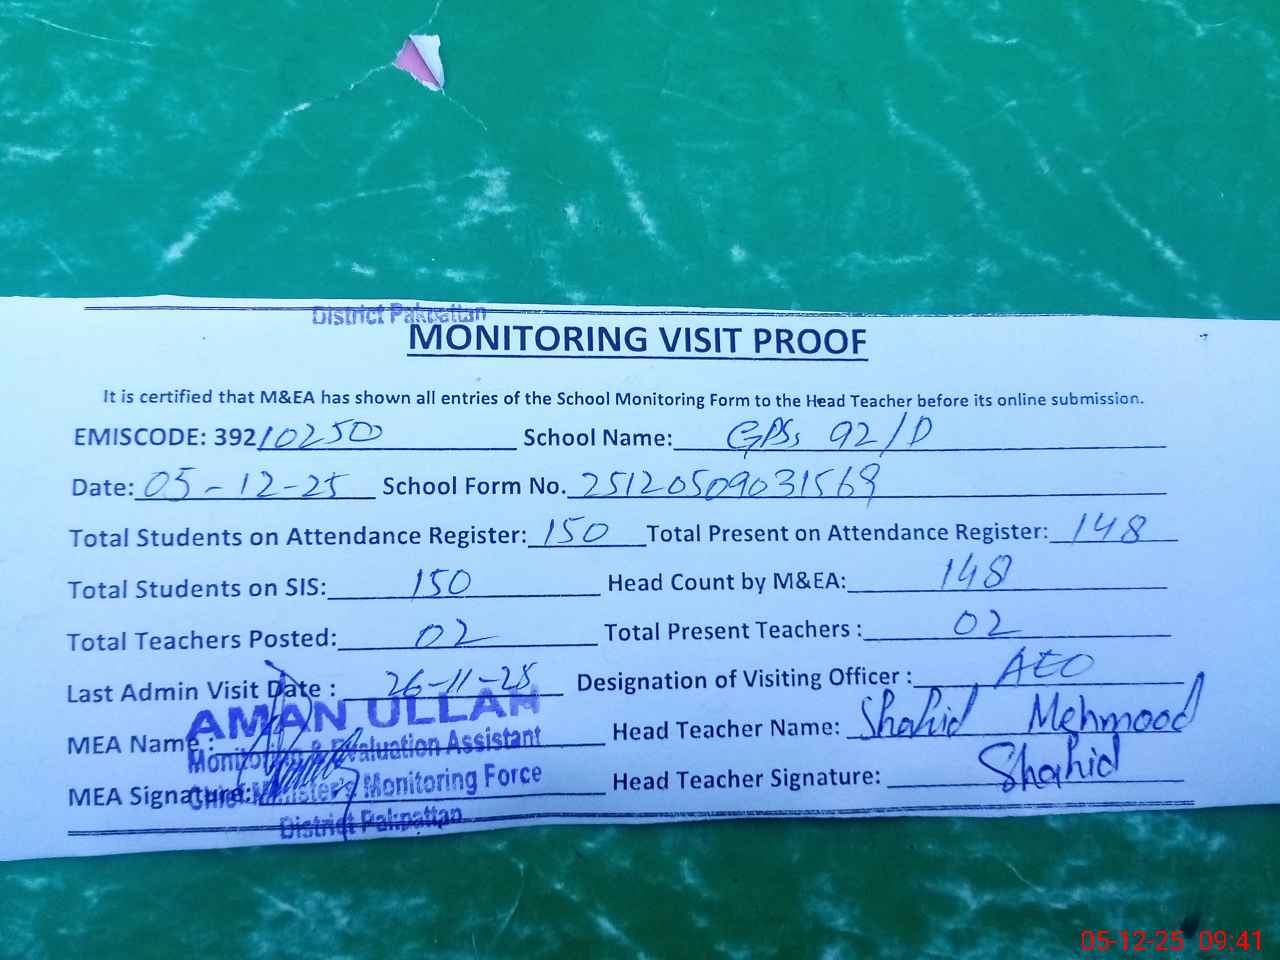 District Pakpattan
MONITORING VISIT PROOF
It is certified that M&EA has shown all entries of the School Monitoring Form to the Head Teacher before its online submission.
EMISCODE: 39210250 School Name: GPS, 92/D
Date: 05-12-25 School Form No. 25120509031569
Total Students on Attendance Register: 150 Total Present on Attendance Register: 148
Total Students on SIS: 150 Head Count by M&EA: 148
Total Teachers Posted: 02 Total Present Teachers : 02
Last Admin Visit Date : 26-11-25 Designation of Visiting Officer : AEO
AMAN ULLAH
MEA Name : Head Teacher Name: Shahid Mehmood
Monitoring & Evaluation Assistant
MEA Signature: Head Teacher Signature: Shahid
Chief Minister's Monitoring Force
District Pakpattan
05-12-25 09:41